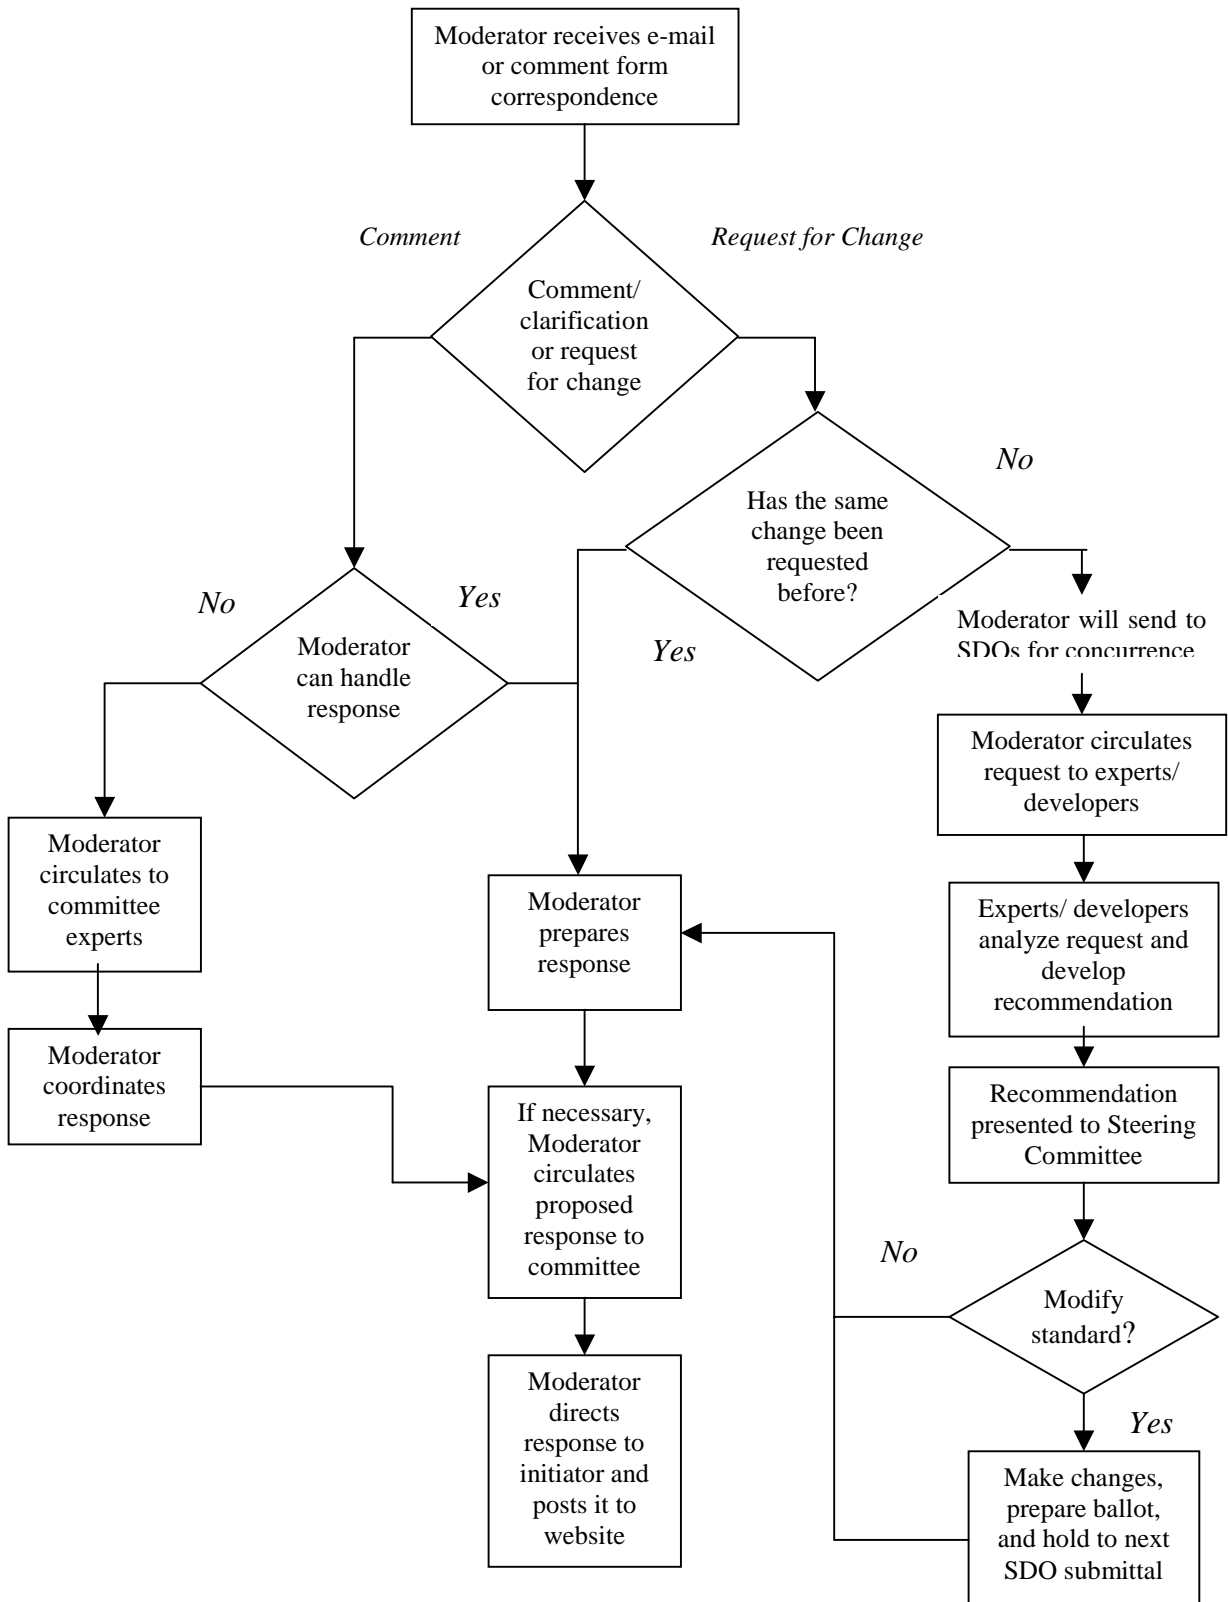 Moderator receives e-mail
or comment form
correspondence
Comment
Request for Change
Comment/
clarification
or request
for change
No
Has the same
change been
requested
before?
No
Yes
Moderator
can handle
response
Yes
Moderator will send to
SDOs for concurrence
Moderator circulates
request to experts/
developers
Moderator
circulates to
committee
experts
Moderator
prepares
response
Experts/ developers
analyze request and
develop
recommendation
Moderator
coordinates
response
If necessary,
Moderator
circulates
proposed
response to
committee
Recommendation
presented to Steering
Committee
No
Modify
standard?
Moderator
directs
response to
initiator and
posts it to
website
Yes
Make changes,
prepare ballot,
and hold to next
SDO submittal